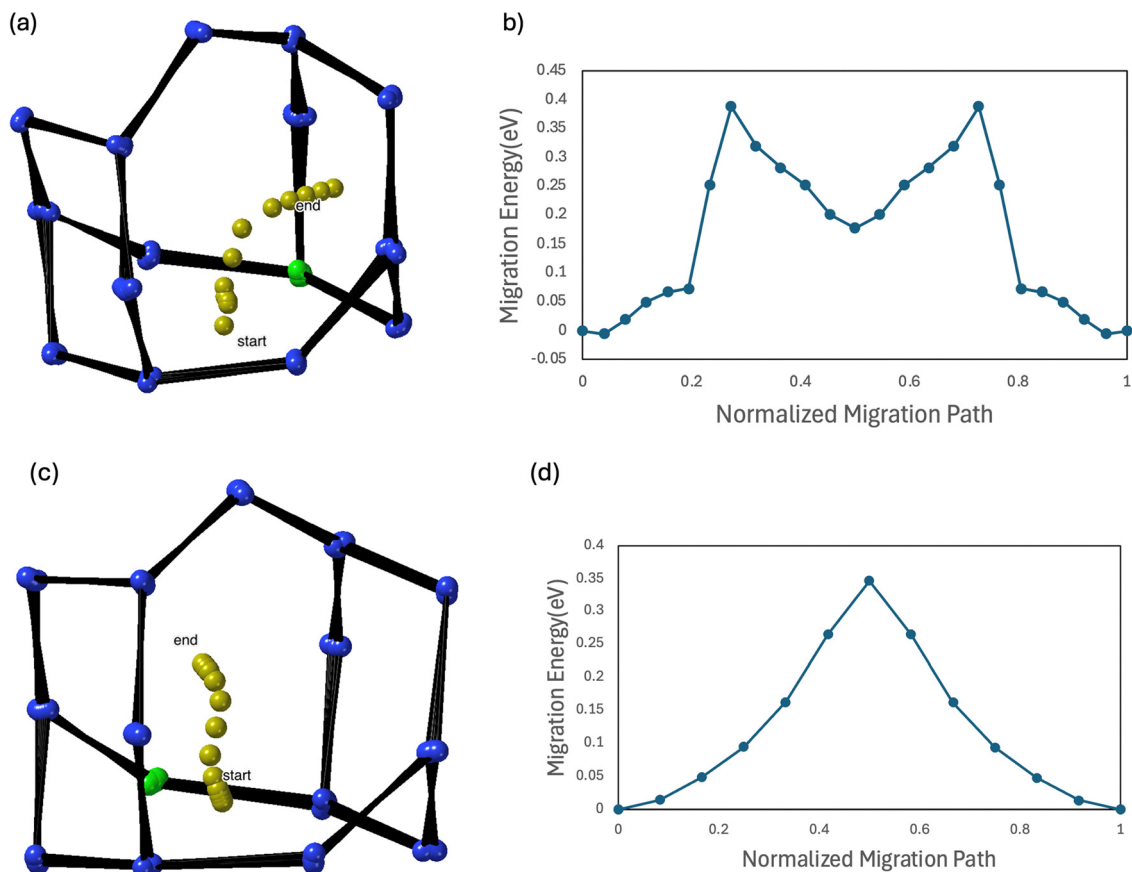 (a)
end
start
b)
Migration Energy(eV)
0.45
0.4
0.35
0.3
0.25
0.2
0.15
0.1
0.05
0
-0.05
0 0.2 0.4 0.6 0.8 1
Normalized Migration Path
(c)
end
start
(d)
Migration Energy(eV)
0.4
0.35
0.3
0.25
0.2
0.15
0.1
0.05
0
0 0.2 0.4 0.6 0.8 1
Normalized Migration Path